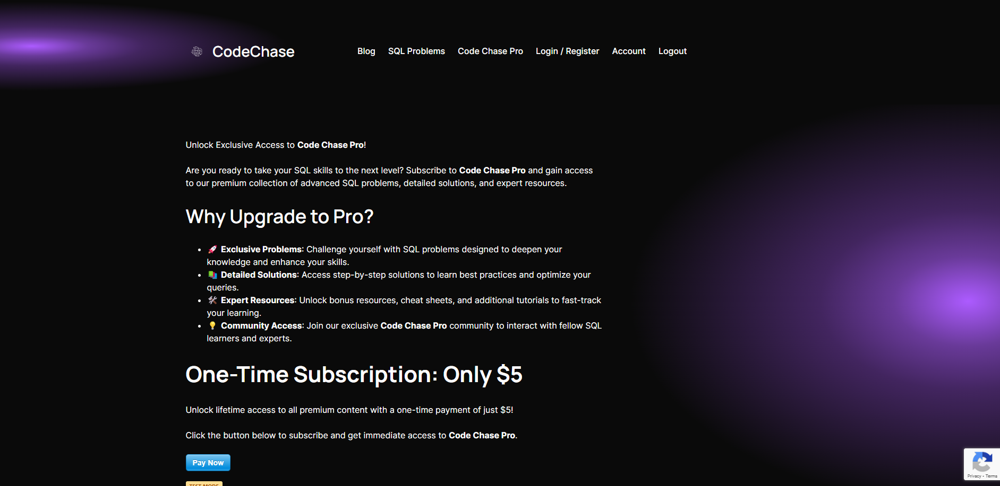 CodeChase
Blog
SQL Problems
Code Chase Pro
Login / Register
Account
Logout
Unlock Exclusive Access to Code Chase Pro!
Are you ready to take your SQL skills to the next level? Subscribe to Code Chase Pro and gain access
to our premium collection of advanced SQL problems, detailed solutions, and expert resources.
Why Upgrade to Pro?
• 🚀 Exclusive Problems: Challenge yourself with SQL problems designed to deepen your
knowledge and enhance your skills.
• 📚 Detailed Solutions: Access step-by-step solutions to learn best practices and optimize your
queries.
• 🛠️ Expert Resources: Unlock bonus resources, cheat sheets, and additional tutorials to fast-track
your learning.
• 💡 Community Access: Join our exclusive Code Chase Pro community to interact with fellow SQL
learners and experts.
One-Time Subscription: Only $5
Unlock lifetime access to all premium content with a one-time payment of just $5!
Click the button below to subscribe and get immediate access to Code Chase Pro.
Pay Now
TEST MODE
Privacy - Terms